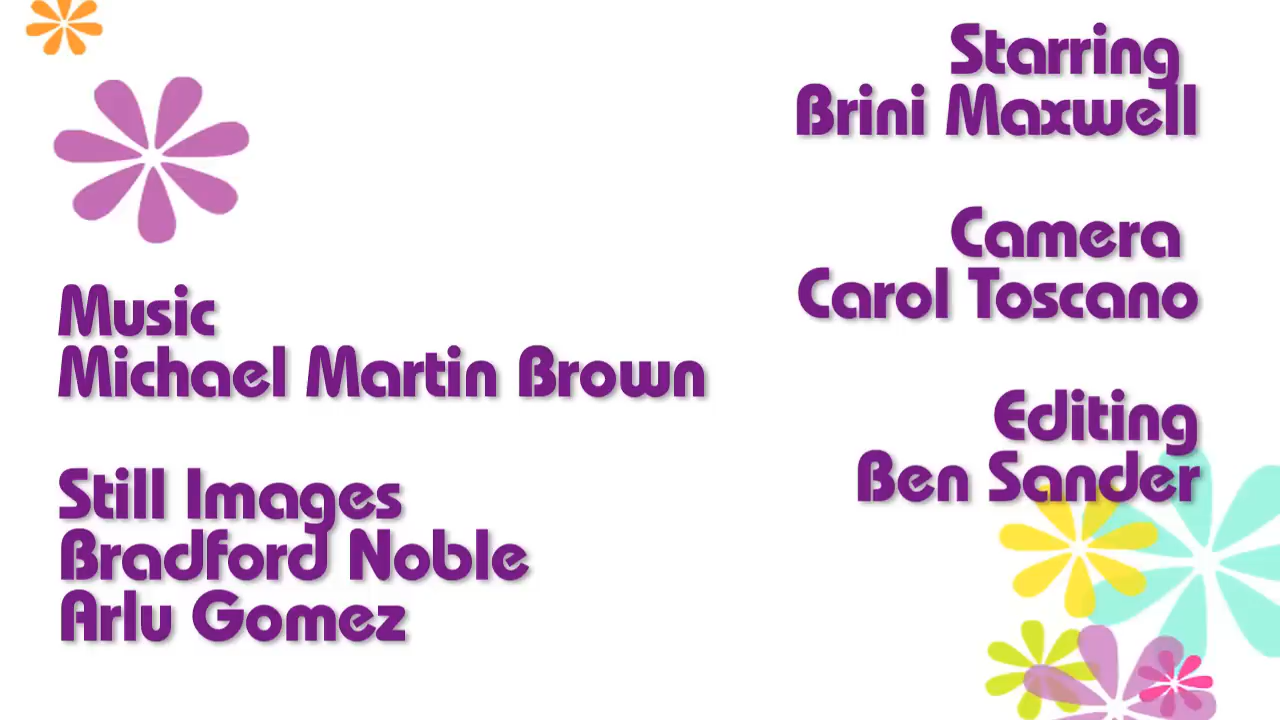 Starring
Brini Maxwell
Camera
Carol Toscano
Editing
Ben Sander
Music
Michael Martin Brown
Still Images
Bradford Noble
Arlu Gomez